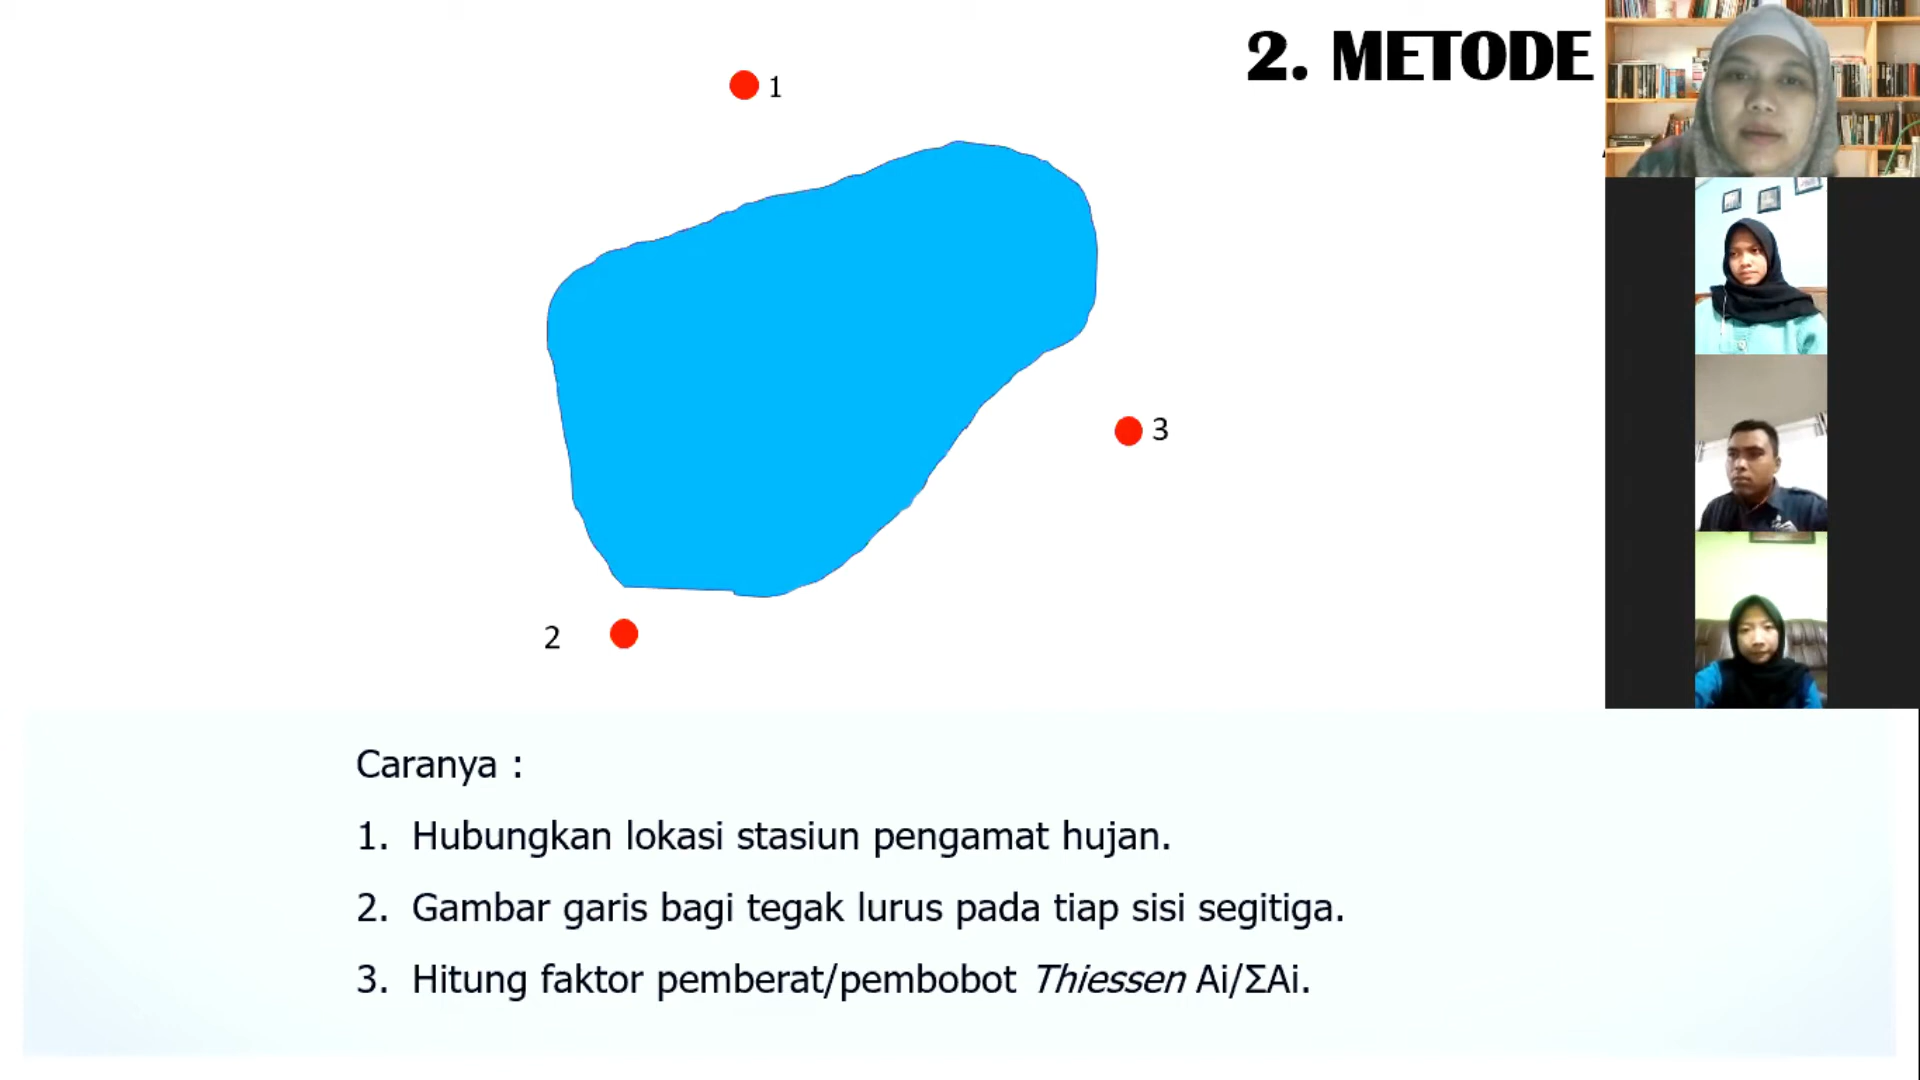 2. METODE
1
3
2
Caranya :
1. Hubungkan lokasi stasiun pengamat hujan.
2. Gambar garis bagi tegak lurus pada tiap sisi segitiga.
3. Hitung faktor pemberat/pembobot Thiessen Ai/ΣAi.